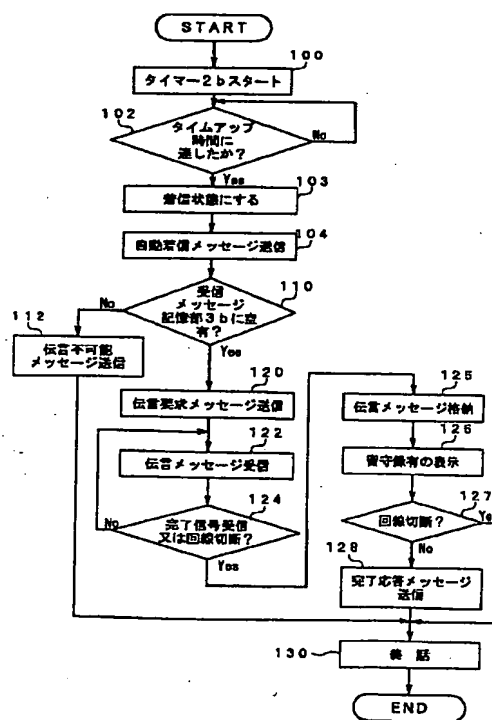 START
100
タイマー2bスタート
102
タイムアップ
時間に
達したか?
No
Yes
103
着信状態にする
104
自動着信メッセージ送信
110
受信
メッセージ
記憶部3bに空
有?
No
Yes
112
伝言不可能
メッセージ送信
120
伝言要求メッセージ送信
122
伝言メッセージ受信
124
完了信号受信
又は回線切断?
No
Yes
125
伝言メッセージ格納
126
留守録有の表示
127
回線切断?
Yes
No
128
完了応答メッセージ
送信
130
終話
END